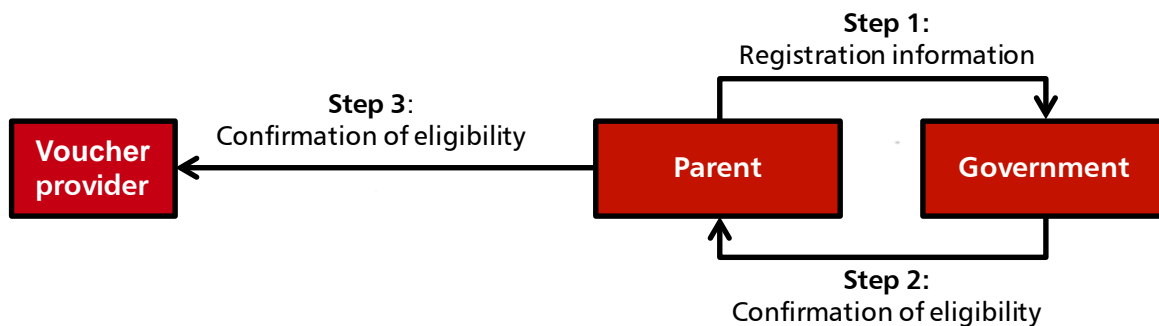 Step 1:
Registration information
Step 3:
Confirmation of eligibility
Voucher
provider
Parent
Government
Step 2:
Confirmation of eligibility